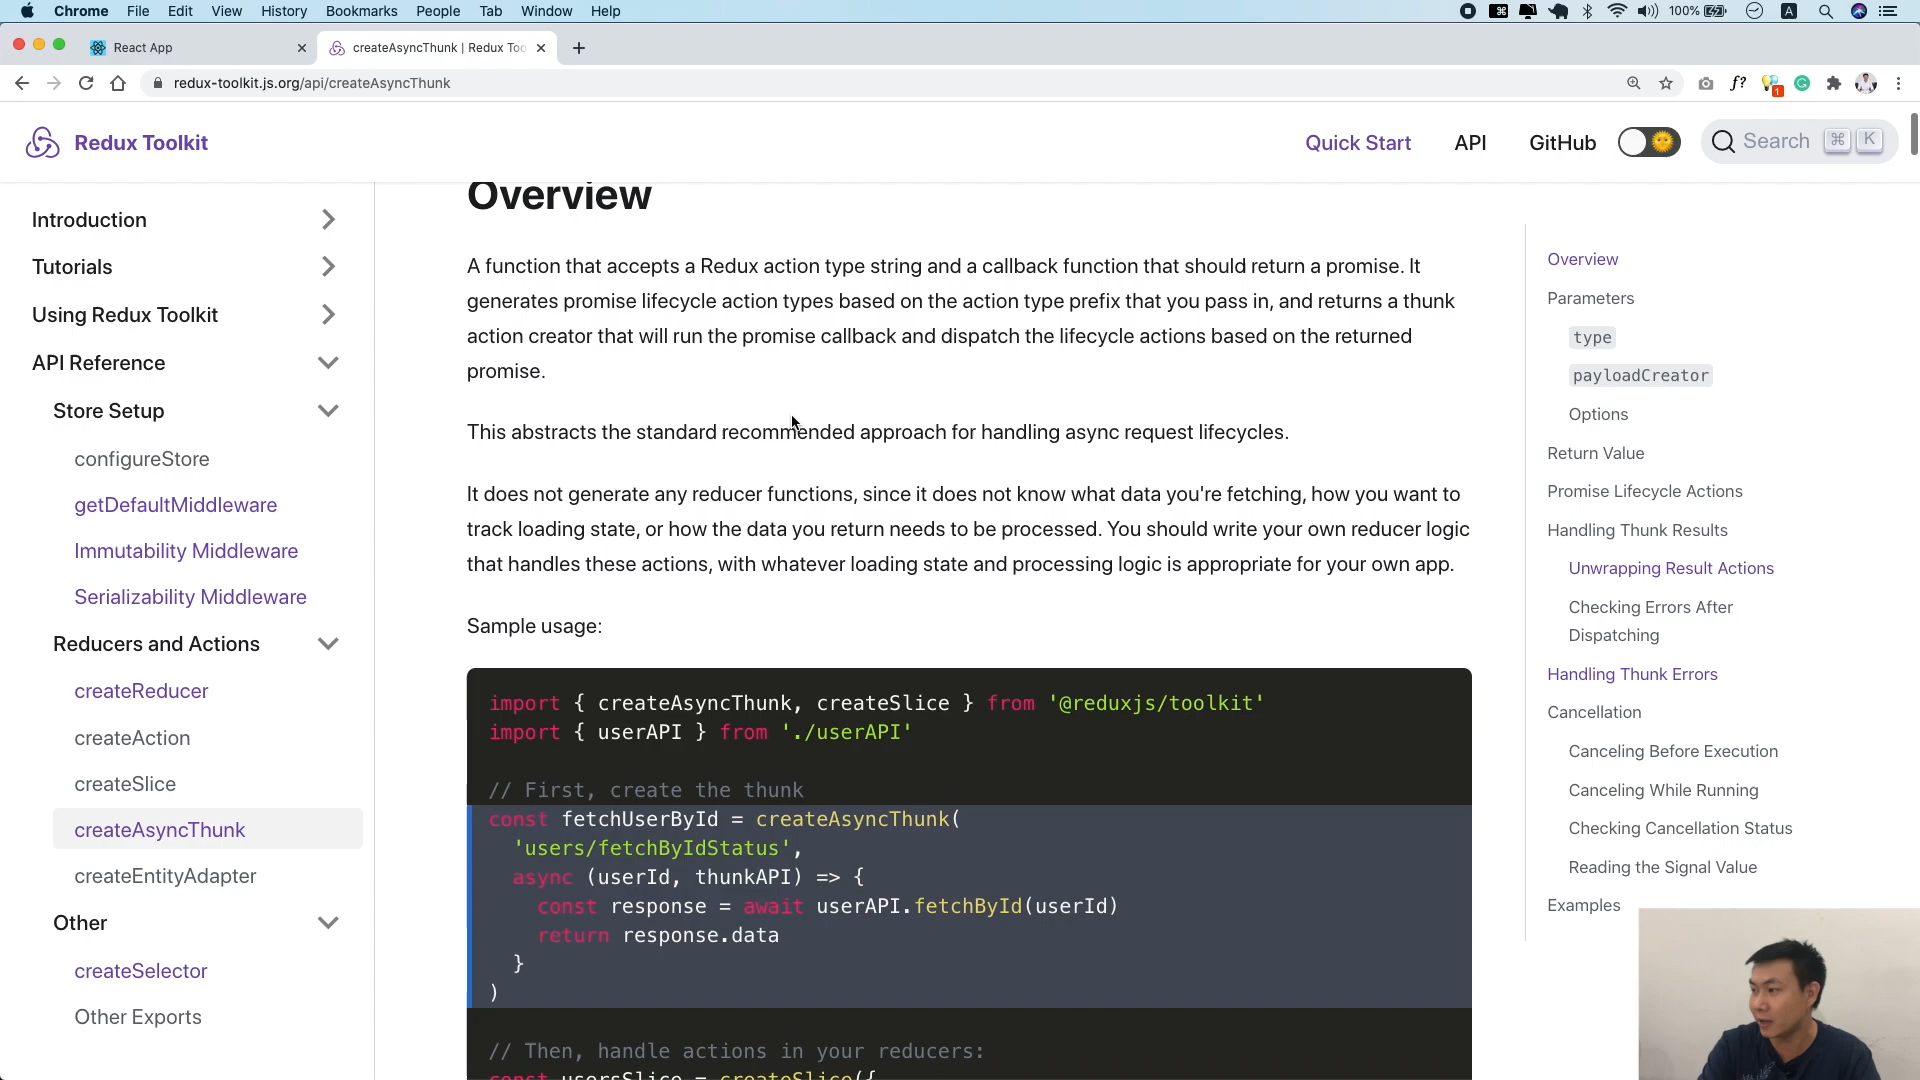 Chrome File Edit View History Bookmarks People Tab Window Help
100%
A
React App
createAsyncThunk | Redux Too
redux-toolkit.js.org/api/createAsyncThunk
f?
1
Redux Toolkit
Quick Start
API
GitHub
Search
⌘ K
Introduction
Tutorials
Using Redux Toolkit
API Reference
Store Setup
configureStore
getDefaultMiddleware
Immutability Middleware
Serializability Middleware
Reducers and Actions
createReducer
createAction
createSlice
createAsyncThunk
createEntityAdapter
Other
createSelector
Other Exports
Overview
A function that accepts a Redux action type string and a callback function that should return a promise. It
generates promise lifecycle action types based on the action type prefix that you pass in, and returns a thunk
action creator that will run the promise callback and dispatch the lifecycle actions based on the returned
promise.
This abstracts the standard recommended approach for handling async request lifecycles.
It does not generate any reducer functions, since it does not know what data you're fetching, how you want to
track loading state, or how the data you return needs to be processed. You should write your own reducer logic
that handles these actions, with whatever loading state and processing logic is appropriate for your own app.
Sample usage:
import { createAsyncThunk, createSlice } from '@reduxjs/toolkit'
import { userAPI } from './userAPI'
// First, create the thunk
const fetchUserById = createAsyncThunk(
'users/fetchByIdStatus',
async (userId, thunkAPI) => {
const response = await userAPI.fetchById(userId)
return response.data
}
)
// Then, handle actions in your reducers:
const usersSlice = createSlice({
Overview
Parameters
type
payloadCreator
Options
Return Value
Promise Lifecycle Actions
Handling Thunk Results
Unwrapping Result Actions
Checking Errors After
Dispatching
Handling Thunk Errors
Cancellation
Canceling Before Execution
Canceling While Running
Checking Cancellation Status
Reading the Signal Value
Examples